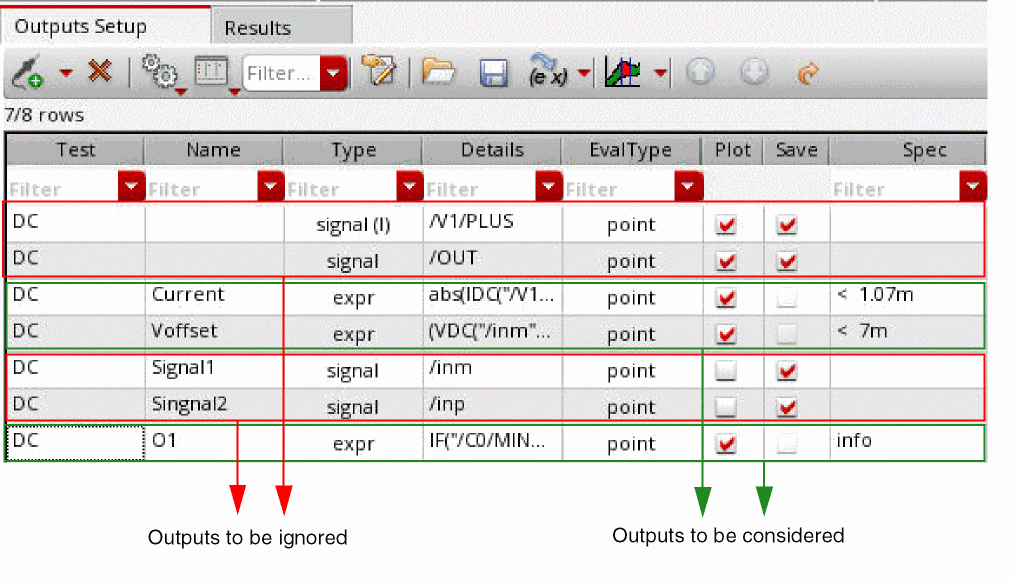 Outputs Setup Results
Filter... (e x)
7/8 rows
Test Name Type Details EvalType Plot Save Spec
Filter Filter Filter Filter Filter Filter
DC signal (I) /V1/PLUS point
DC signal /OUT point
DC Current expr abs(IDC("/V1... point < 1.07m
DC Voffset expr (VDC("/inm"... point < 7m
DC Signal1 signal /inm point
DC Singnal2 signal /inp point
DC O1 expr IF("/C0/MIN... point info
Outputs to be ignored Outputs to be considered